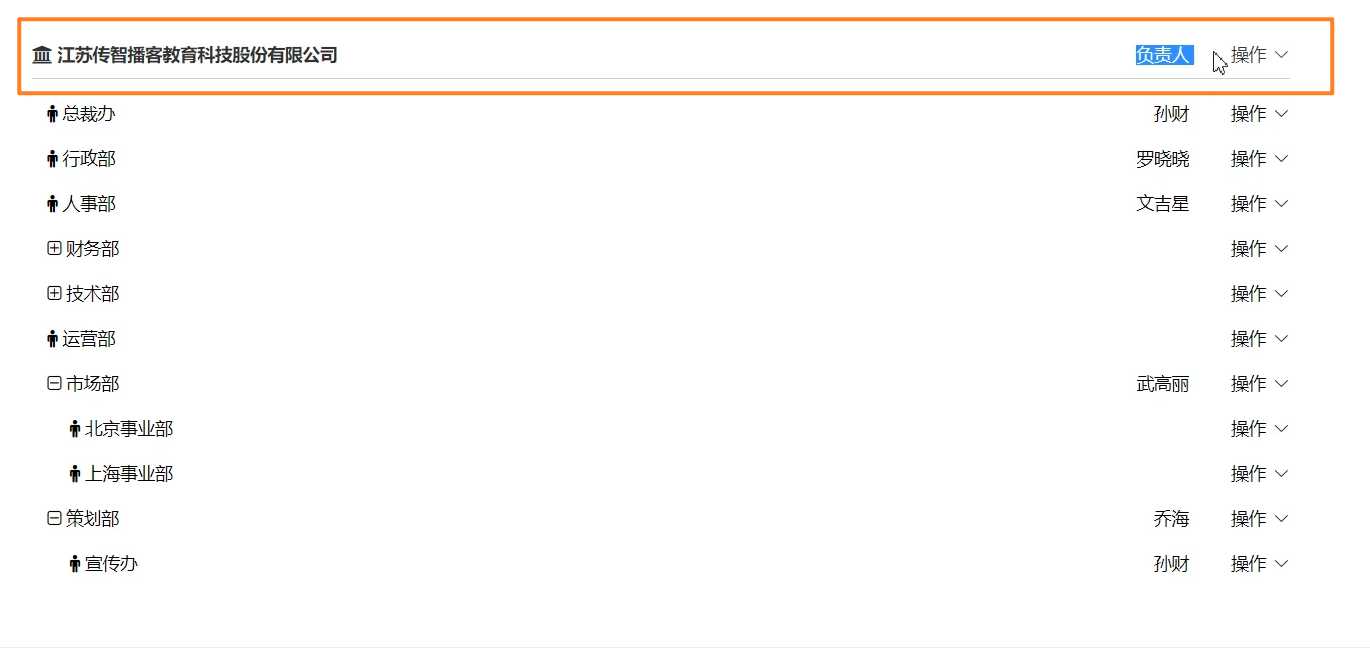 江苏传智播客教育科技股份有限公司 负责人 操作
总裁办 孙财 操作
行政部 罗晓晓 操作
人事部 文吉星 操作
财务部 操作
技术部 操作
运营部 操作
市场部 武高丽 操作
北京事业部 操作
上海事业部 操作
策划部 乔海 操作
宣传办 孙财 操作